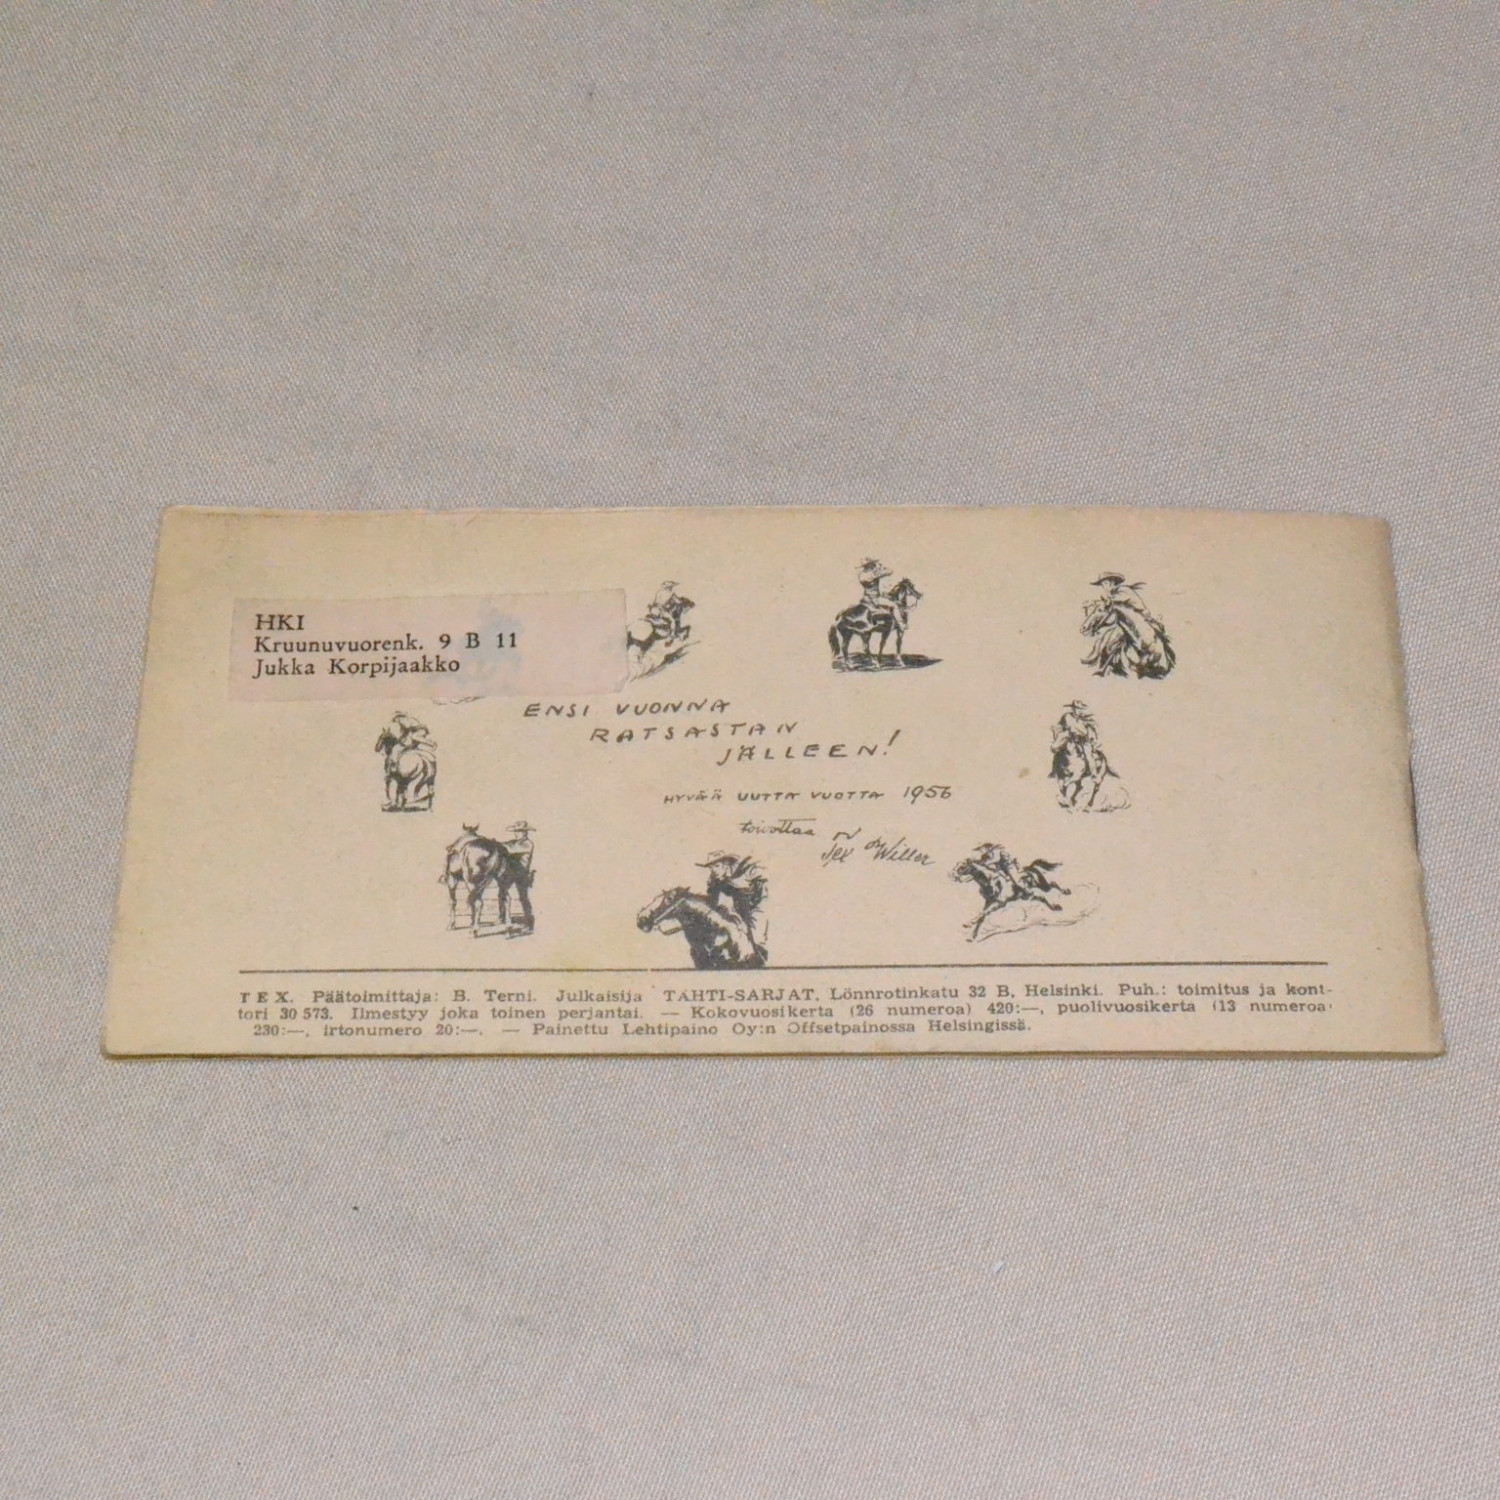 HKI
Kruunuvuorenk. 9 B 11
Jukka Korpijaakko
ENSI VUONNA
RATSASTAN
JÄLLEEN!
HYVÄÄ UUTTA VUOTTA 1956
toivottaa Tex Willer
TEX. Päätoimittaja: B. Terni. Julkaisija TÄHTI-SARJAT, Lönnrotinkatu 32 B, Helsinki. Puh.: toimitus ja kont-
tori 30 573. Ilmestyy joka toinen perjantai. — Kokovuosikerta (26 numeroa) 420:—, puolivuosikerta (13 numeroa)
230:—, irtonumero 20:—. — Painettu Lehtipaino Oy:n Offsetpainossa Helsingissä.